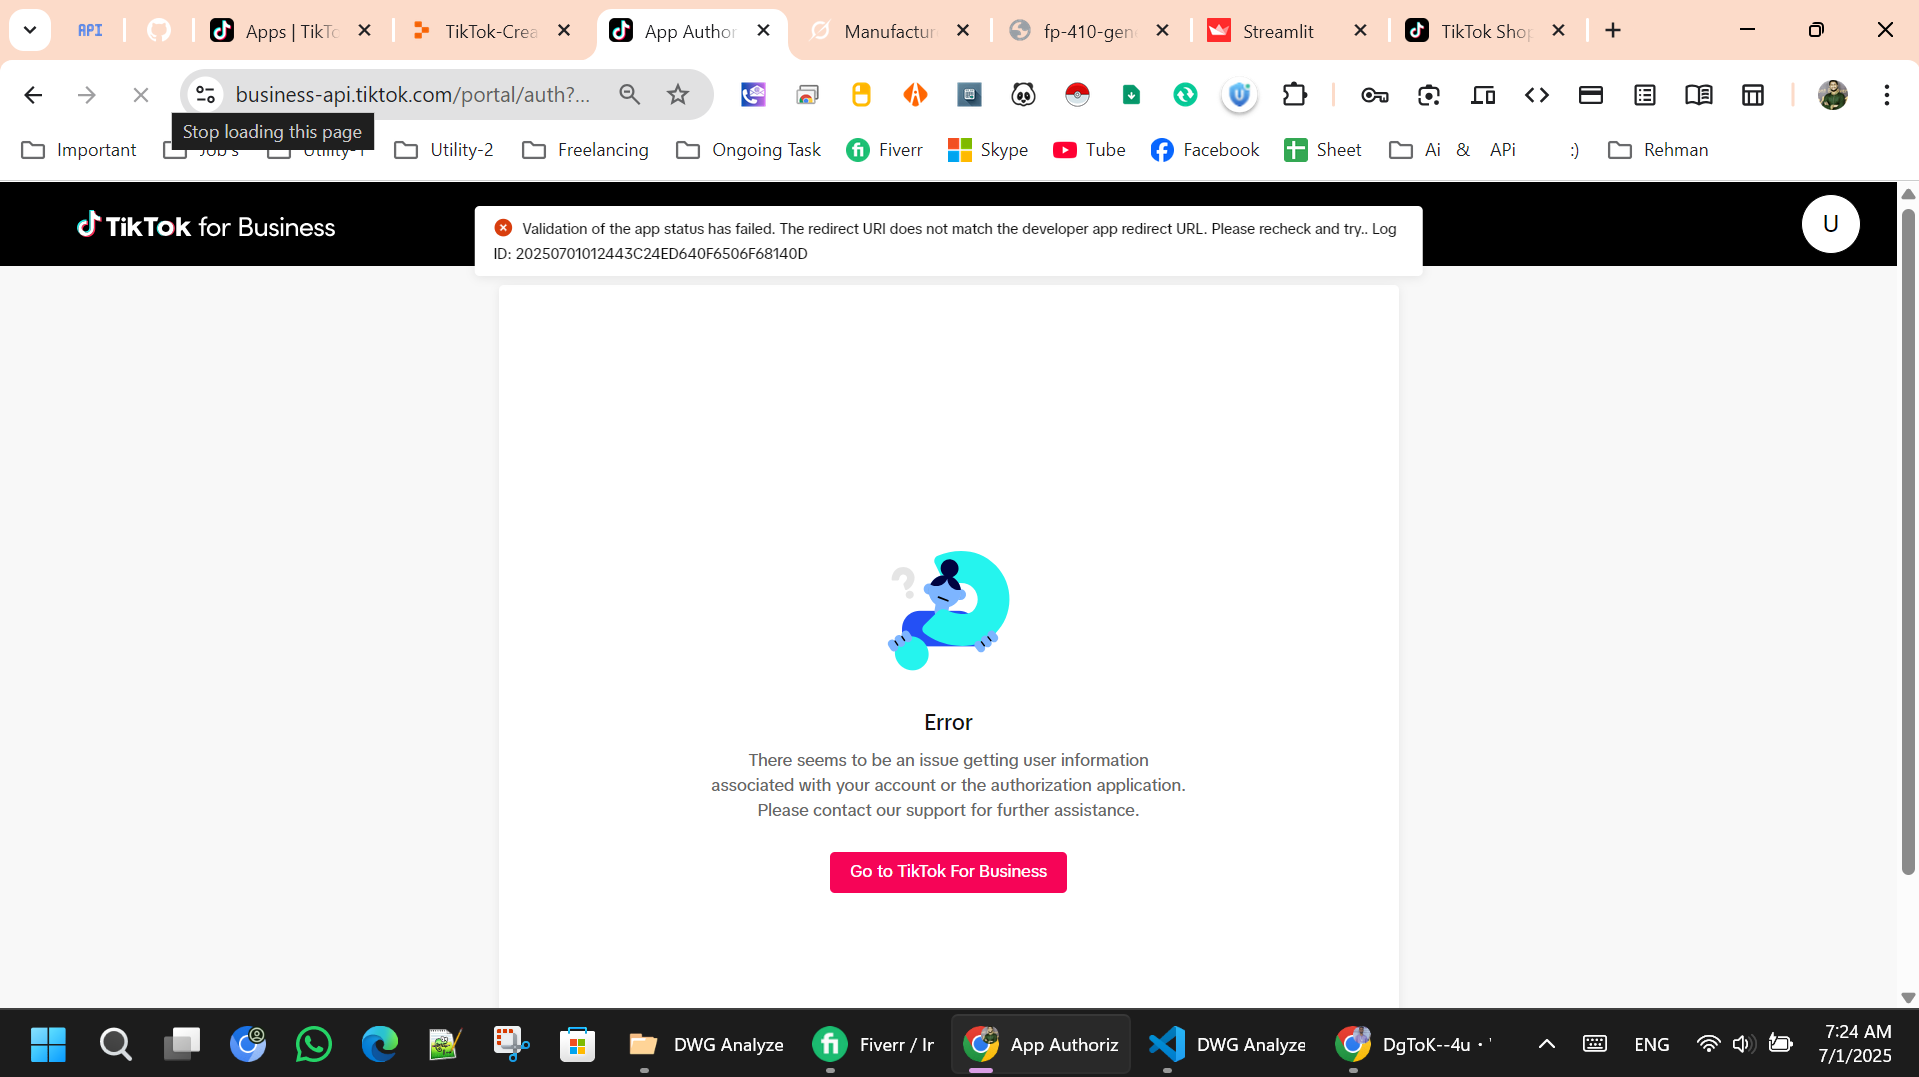 API
Apps | TikTo
TikTok-Crea
App Author
Manufactur
fp-410-gene
Streamlit
TikTok Shop
business-api.tiktok.com/portal/auth?...
Stop loading this page
Important
Job's
Utility-1
Utility-2
Freelancing
Ongoing Task
Fiverr
Skype
Tube
Facebook
Sheet
Ai & APi :)
Rehman
TikTok for Business
Validation of the app status has failed. The redirect URI does not match the developer app redirect URL. Please recheck and try.. Log
ID: 20250701012443C24ED640F6506F68140D
U
Error
There seems to be an issue getting user information
associated with your account or the authorization application.
Please contact our support for further assistance.
Go to TikTok For Business
DWG Analyze
Fiverr / Ir
App Authoriz
DWG Analyze
DgToK--4u ·
ENG
7:24 AM
7/1/2025